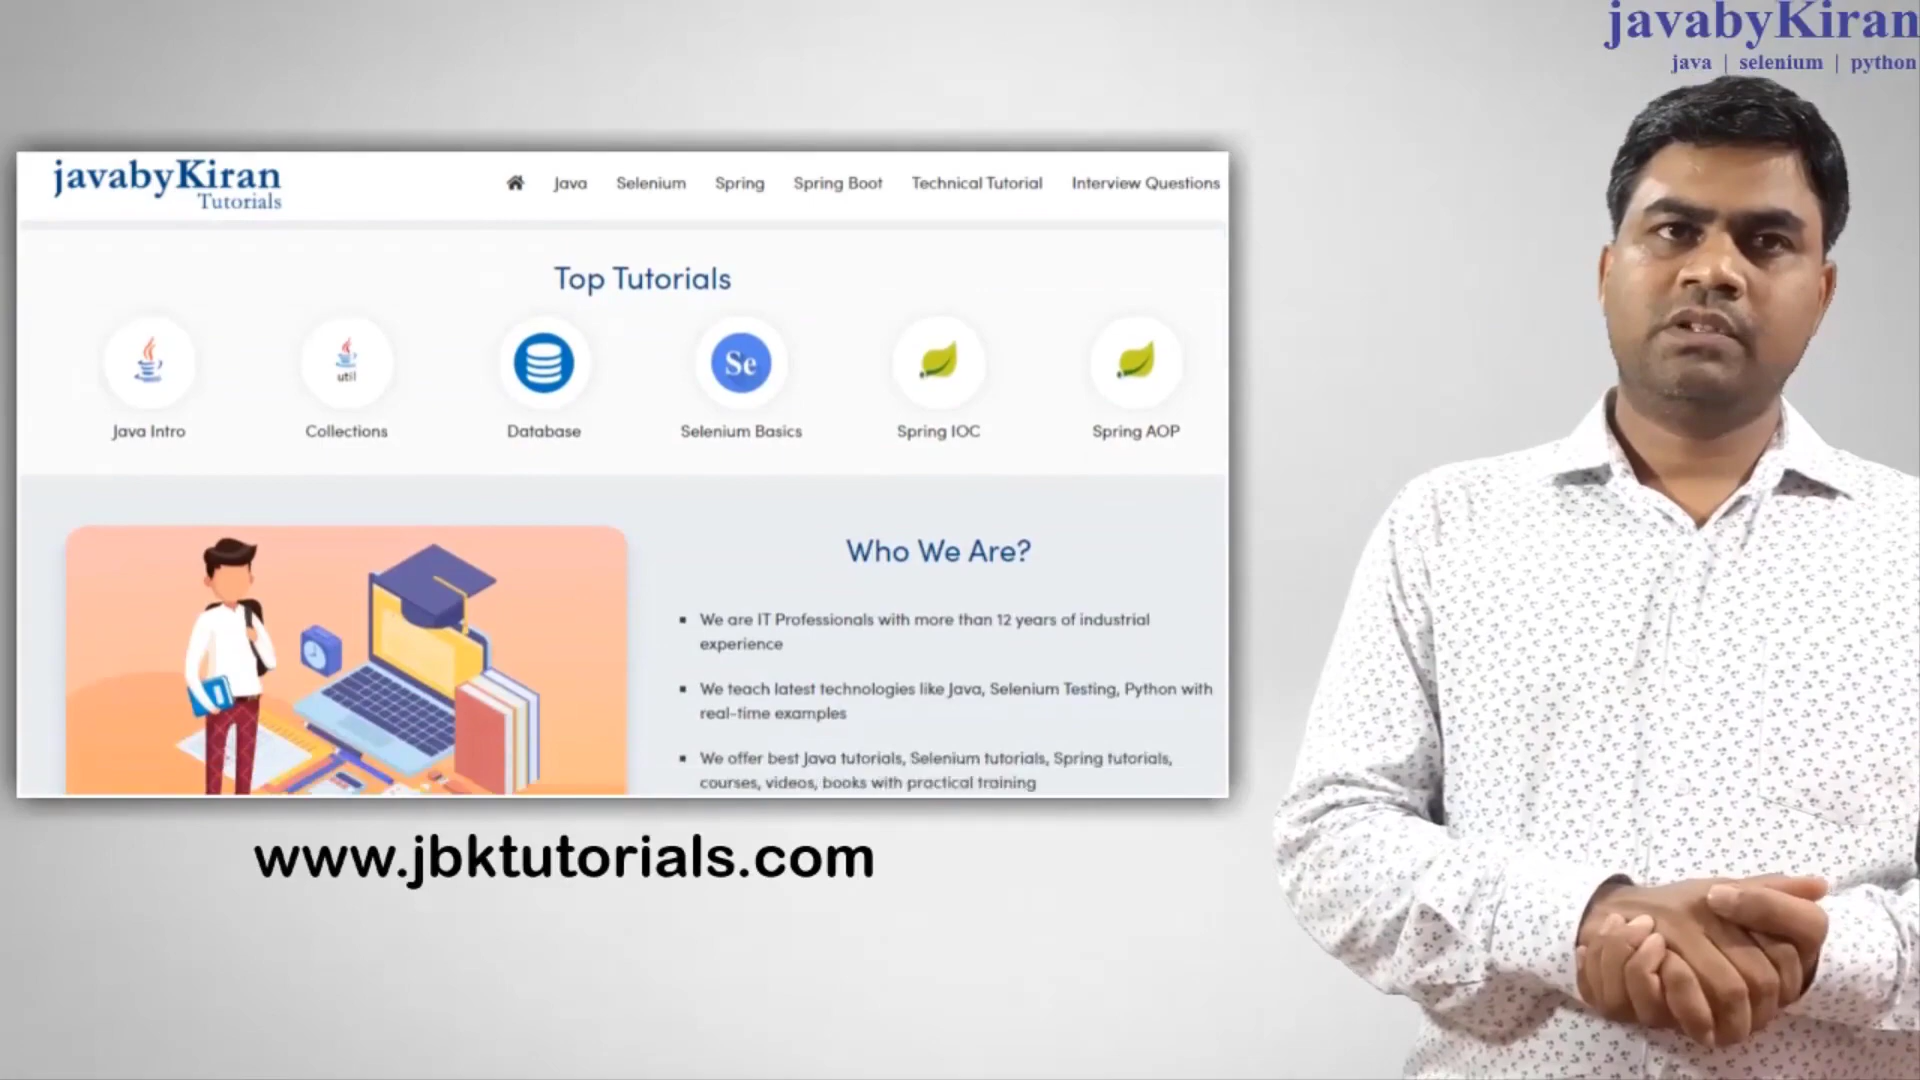 javabyKiran
java | selenium | python
javabyKiran
Tutorials
Java
Selenium
Spring
Spring Boot
Technical Tutorial
Interview Questions
Top Tutorials
util
Se
Java Intro
Collections
Database
Selenium Basics
Spring IOC
Spring AOP
Who We Are?
▪ We are IT Professionals with more than 12 years of industrial
experience
▪ We teach latest technologies like Java, Selenium Testing, Python with
real-time examples
▪ We offer best Java tutorials, Selenium tutorials, Spring tutorials,
courses, videos, books with practical training
www.jbktutorials.com